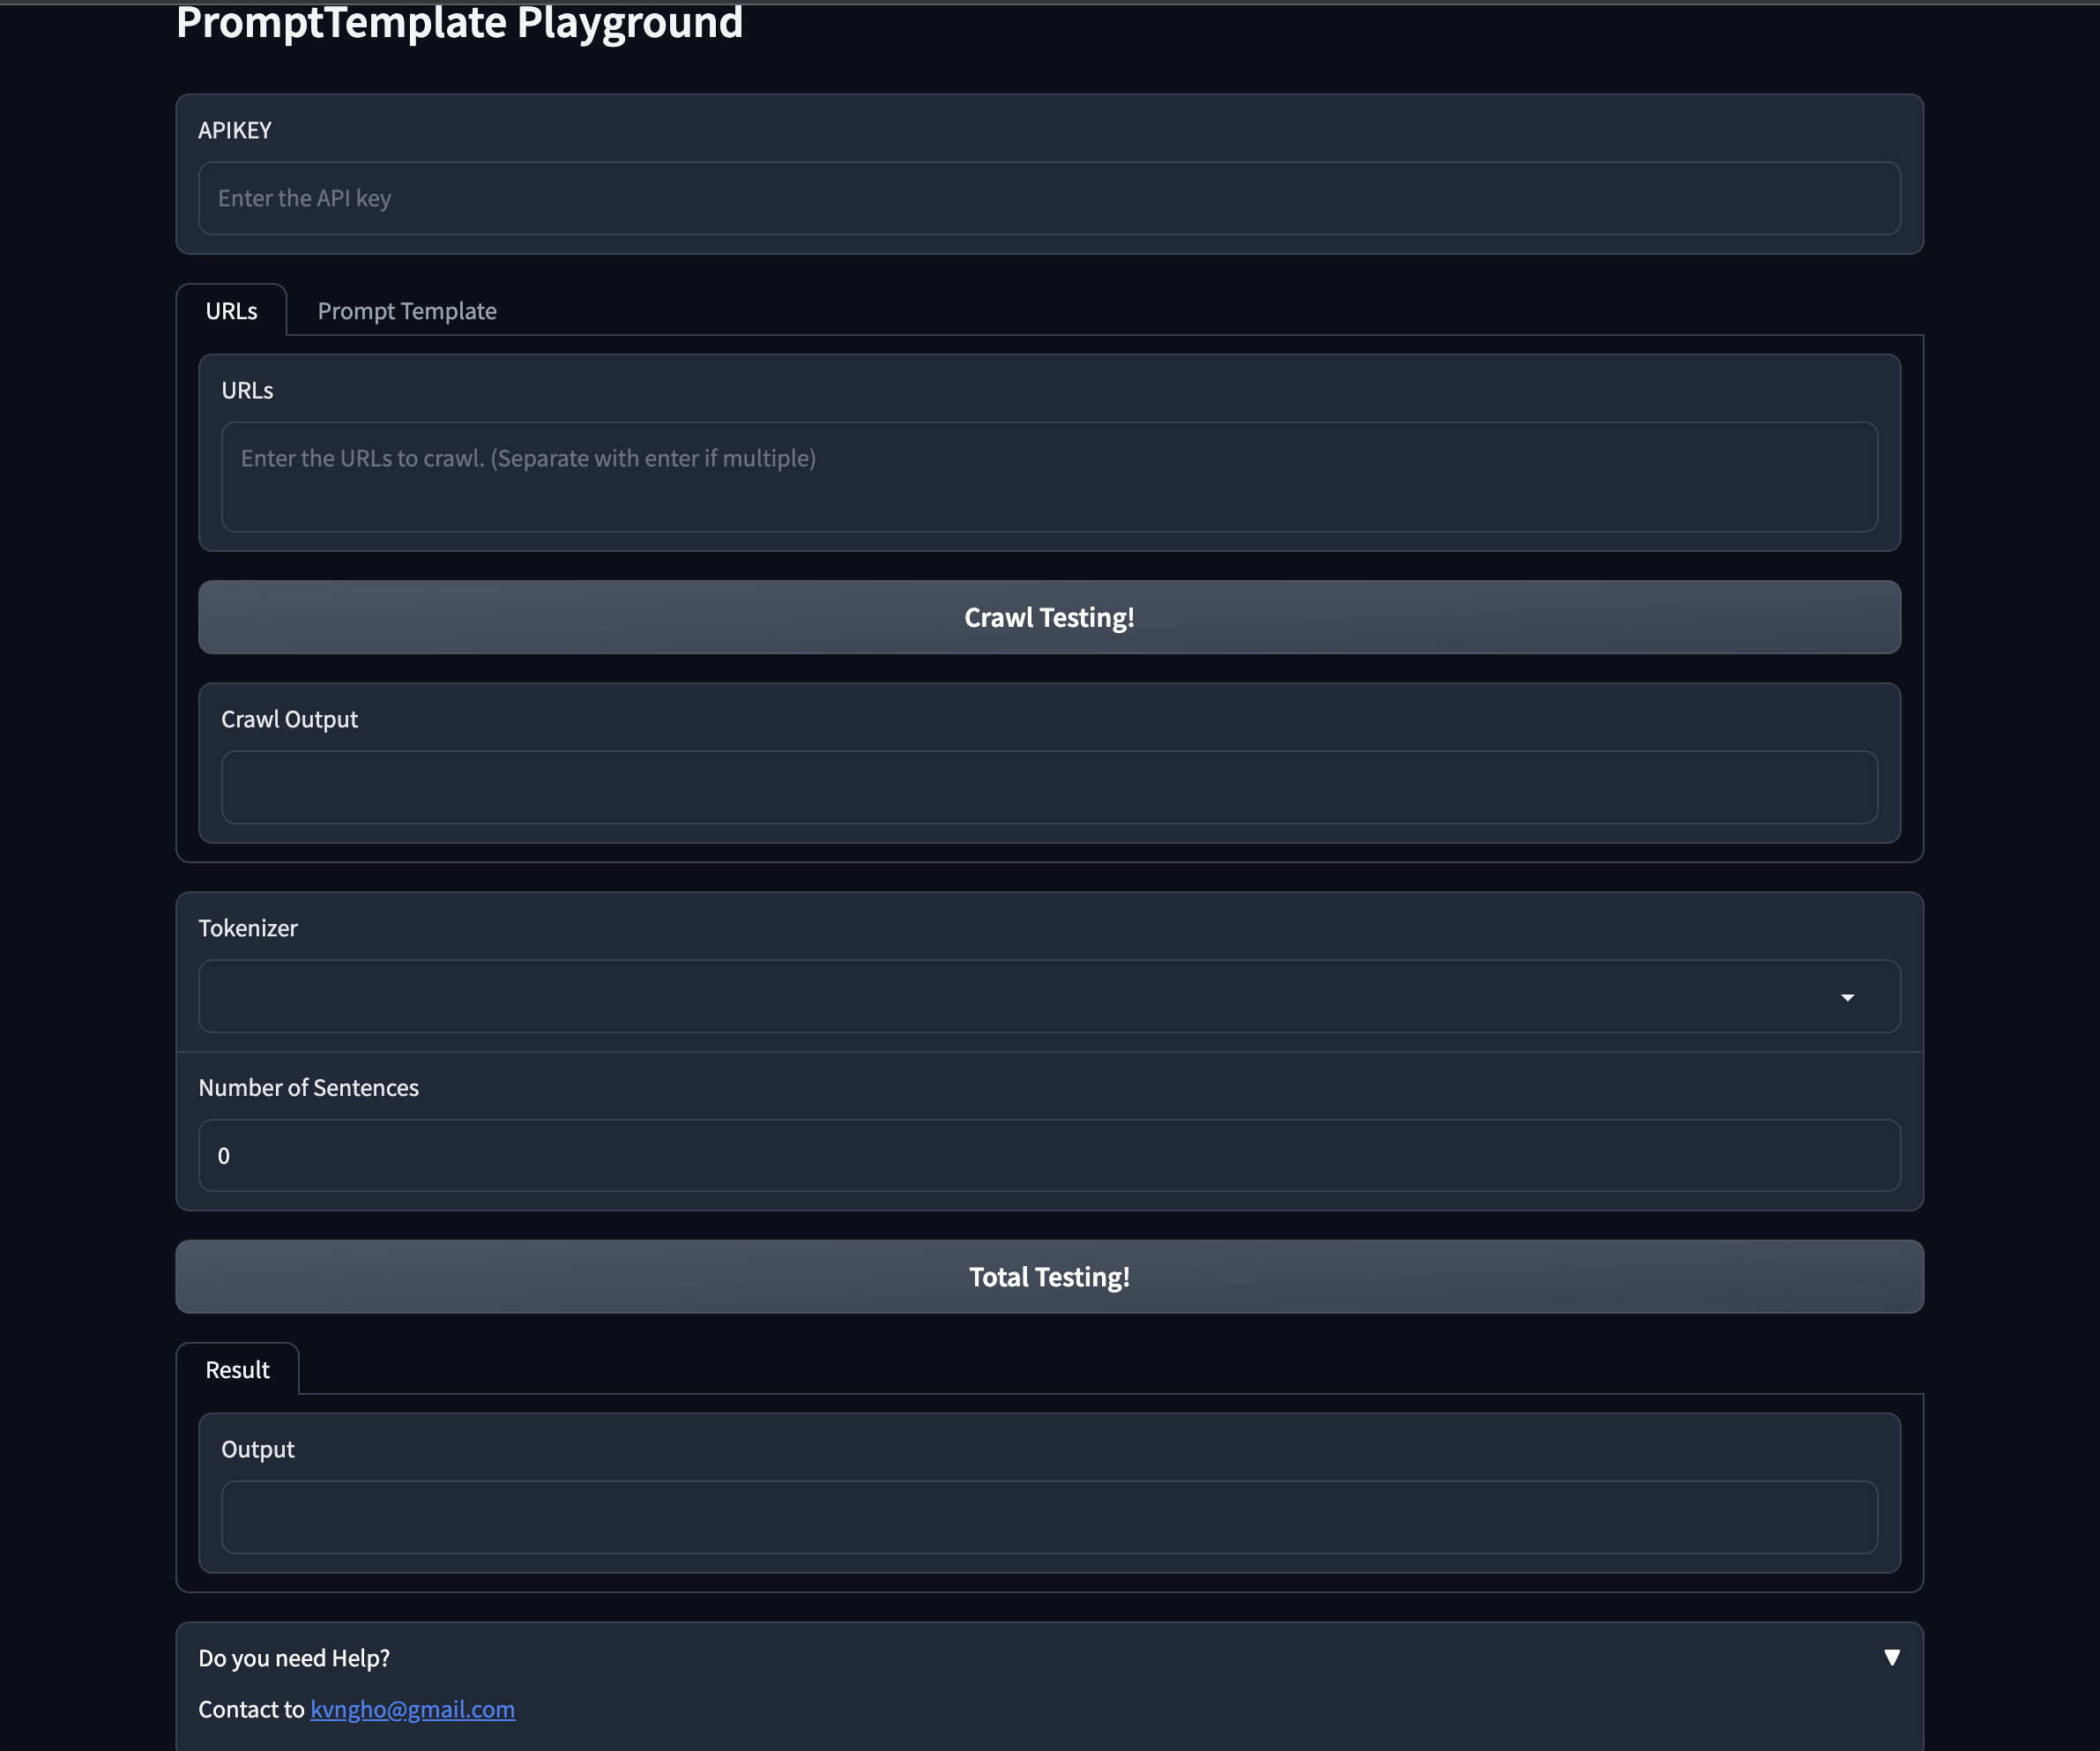 PromptTemplate Playground
APIKEY
Enter the API key
URLs
Prompt Template
URLs
Enter the URLs to crawl. (Separate with enter if multiple)
Crawl Testing!
Crawl Output
Tokenizer
Number of Sentences
0
Total Testing!
Result
Output
Do you need Help?
Contact to kvngho@gmail.com